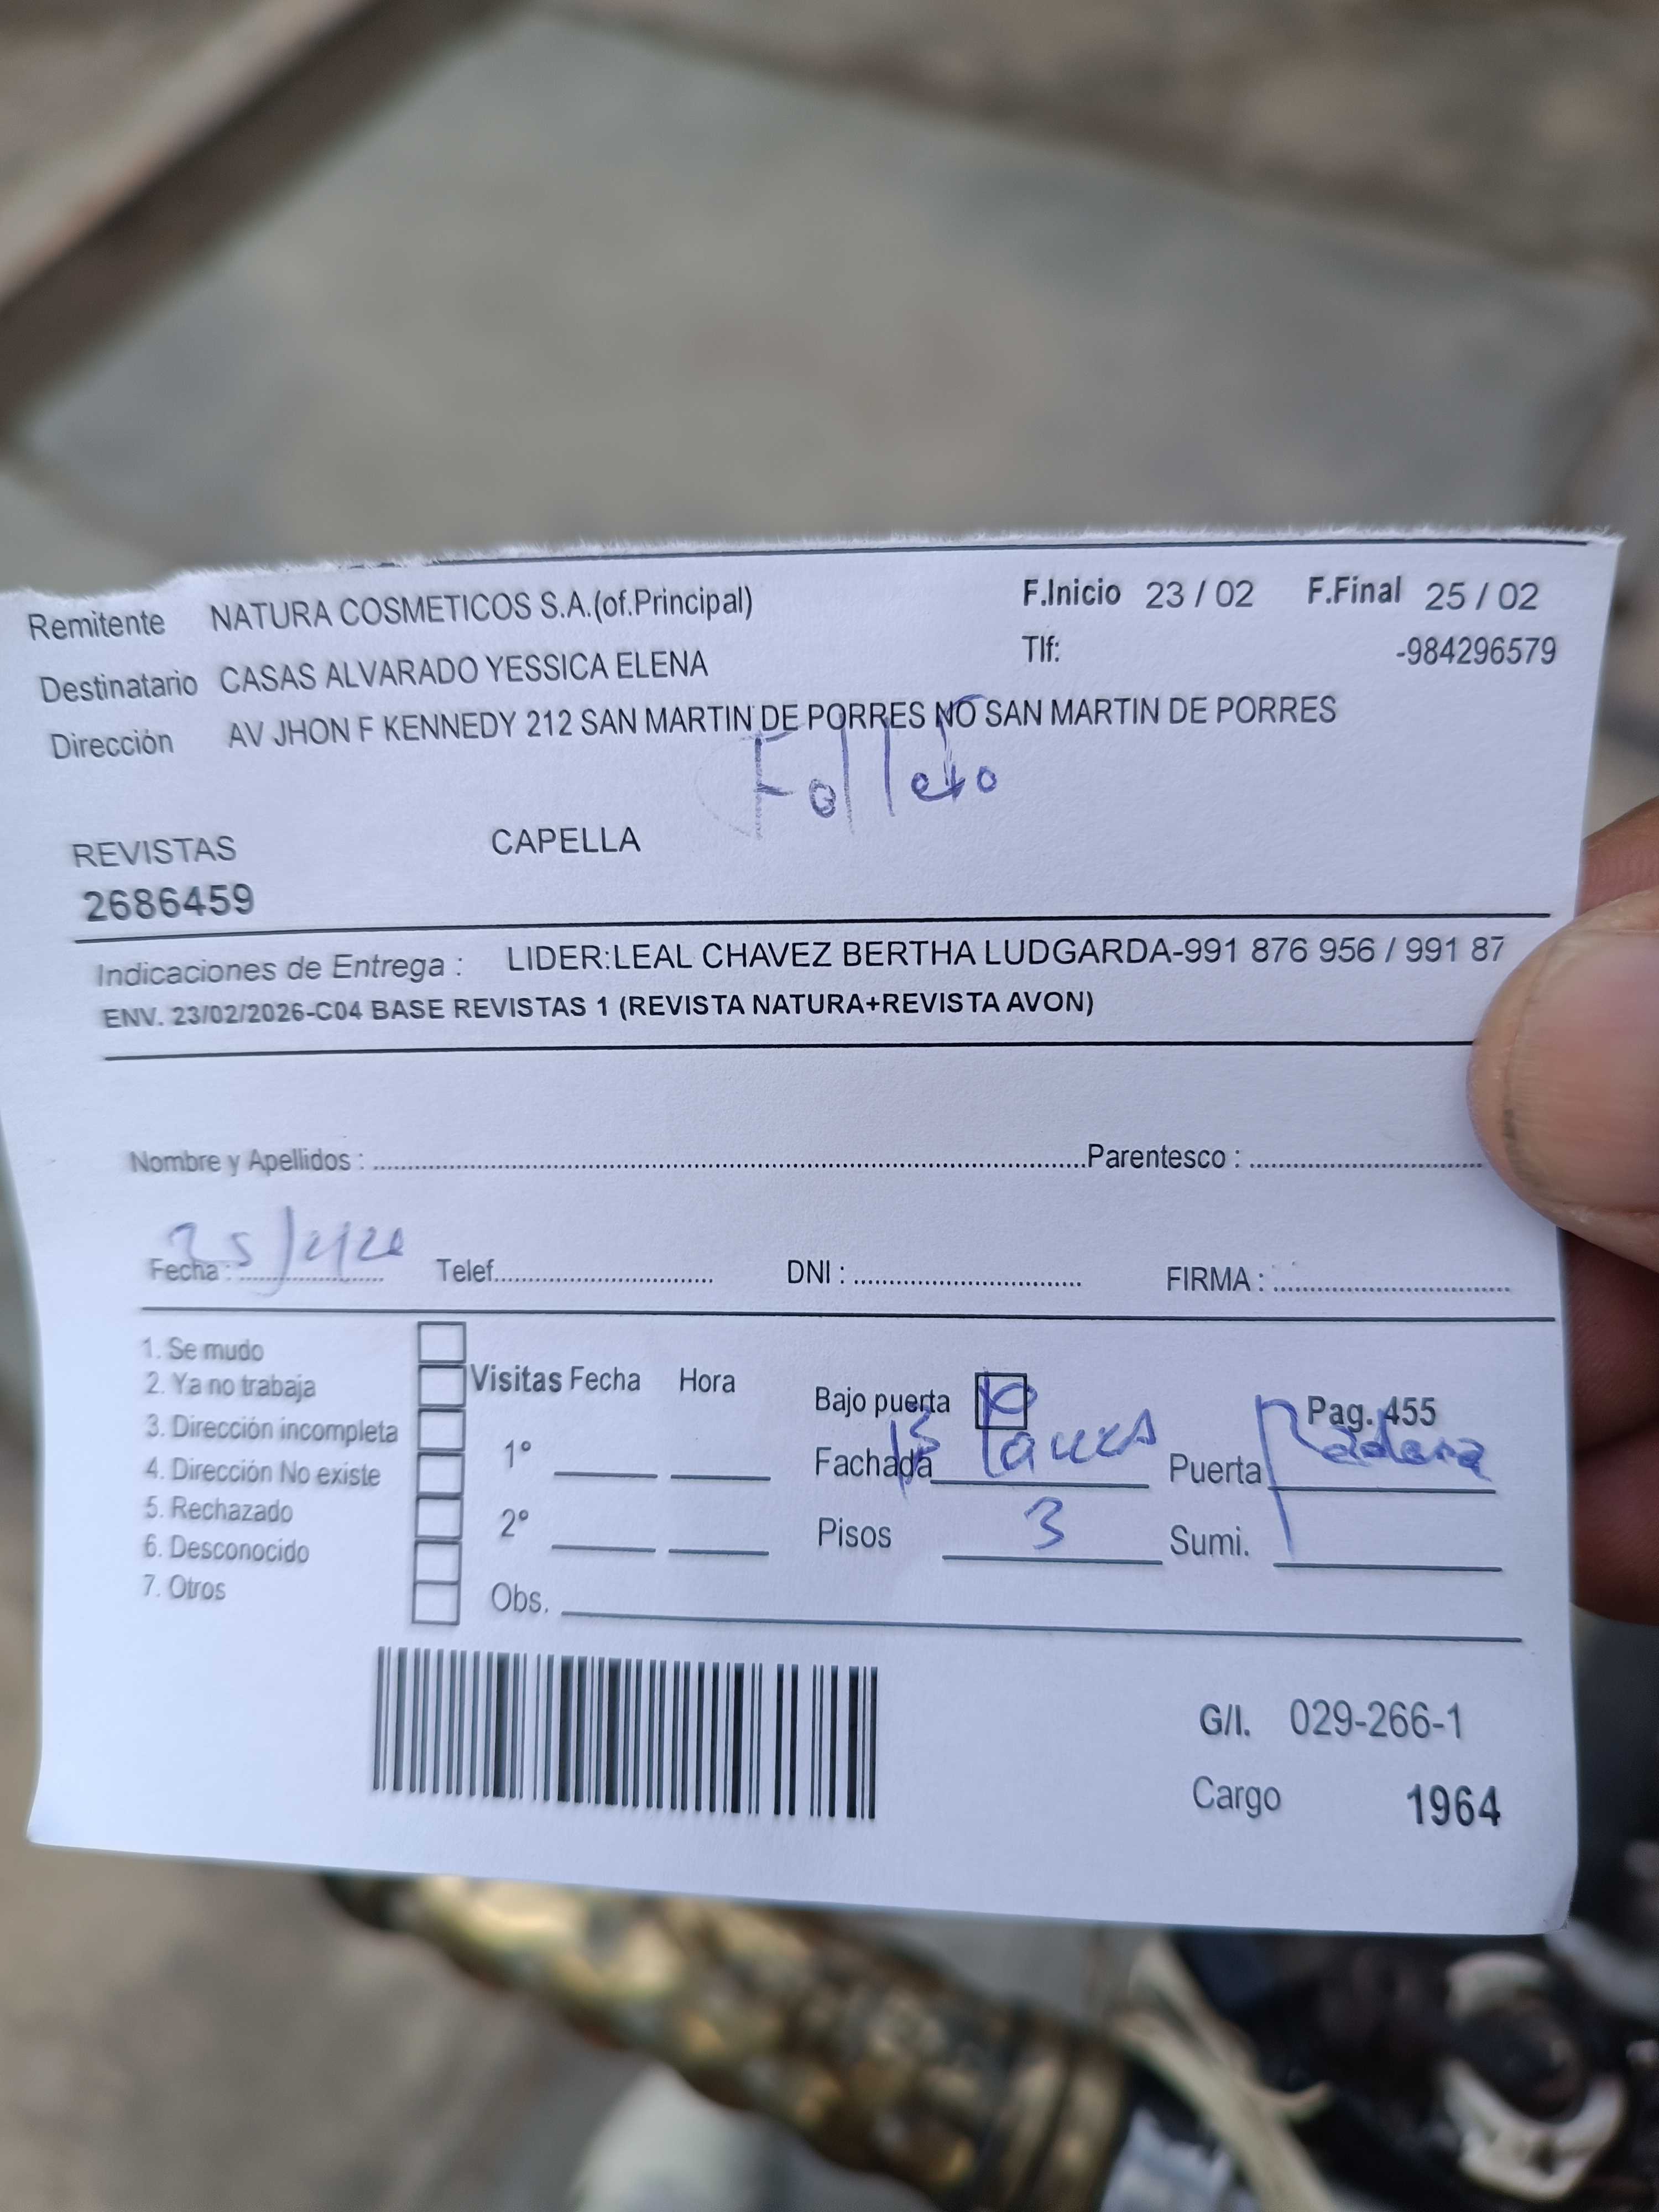 Remitente NATURA COSMETICOS S.A.(of.Principal) F.Inicio 23 / 02 F.Final 25 / 02
Destinatario CASAS ALVARADO YESSICA ELENA Tlf: -984296579
Dirección AV JHON F KENNEDY 212 SAN MARTIN DE PORRES NO SAN MARTIN DE PORRES
Folleto
REVISTAS CAPELLA
2686459
Indicaciones de Entrega : LIDER:LEAL CHAVEZ BERTHA LUDGARDA-991 876 956 / 991 87
ENV. 23/02/2026-C04 BASE REVISTAS 1 (REVISTA NATURA+REVISTA AVON)
Nombre y Apellidos : Parentesco :
Fecha : Telef. DNI : FIRMA :
1. Se mudo
2. Ya no trabaja
3. Dirección incompleta
4. Dirección No existe
5. Rechazado
6. Desconocido
7. Otros
Visitas Fecha Hora
1°
2°
Obs.
Bajo puerta Pag. 455
Fachada Puerta
Pisos 3 Sumi.
G/I. 029-266-1
Cargo 1964